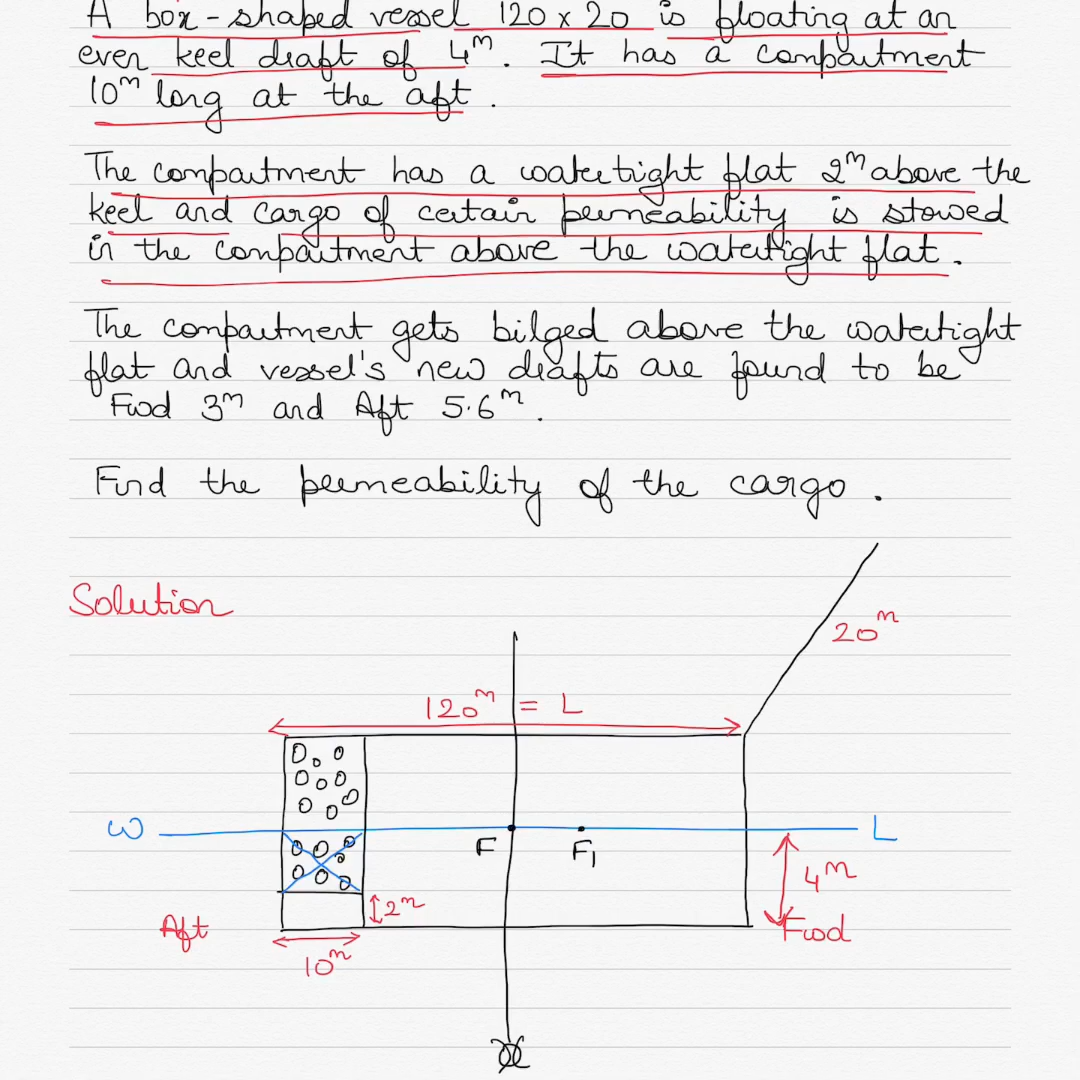 A box-shaped vessel 120 x 20 is floating at an
even keel draft of 4m. It has a compartment
10m long at the aft.
The compartment has a watertight flat 2m above the
keel and cargo of certain permeability is stowed
in the compartment above the watertight flat.
The compartment gets bilged above the watertight
flat and vessel's new drafts are found to be
Fwd 3m and Aft 5.6m.
Find the permeability of the cargo.
Solution
20m
120m = L
W
L
F
F1
4m
2m
Aft
Fwd
10m